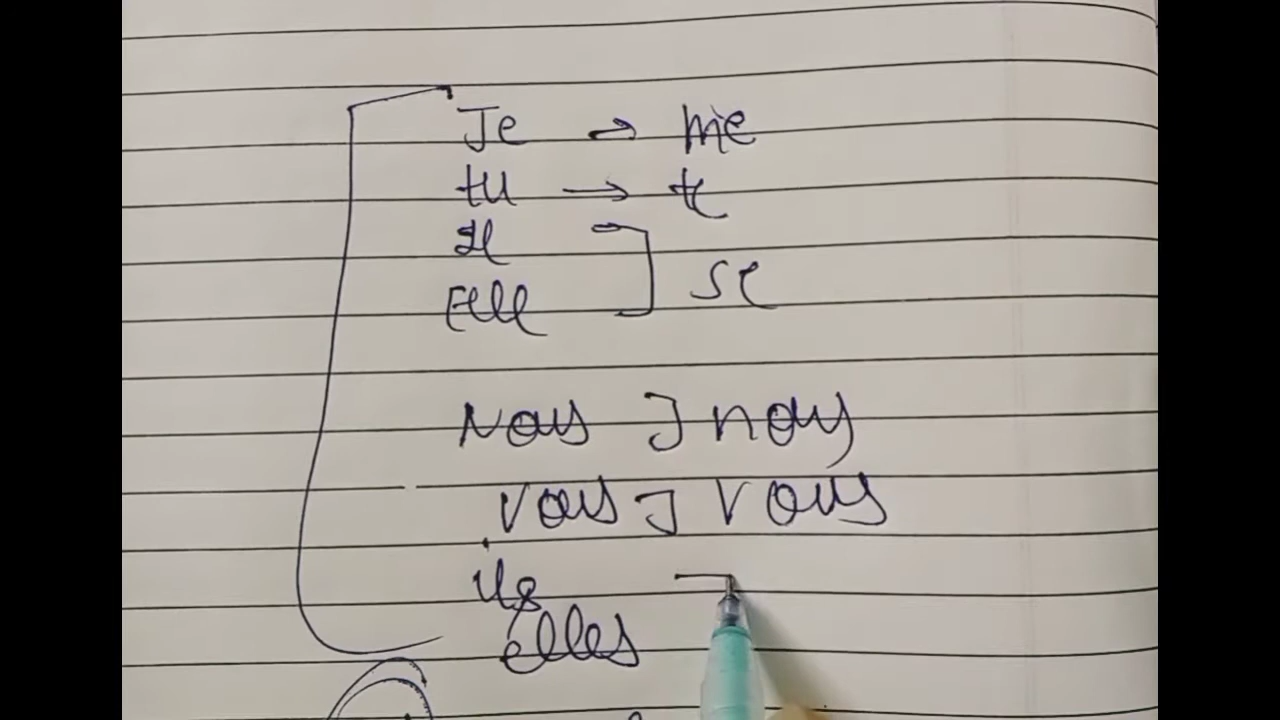 Je → me
tu → te
Il
Elle ] se
Nous ] nous
vous ] vous
ils
elles